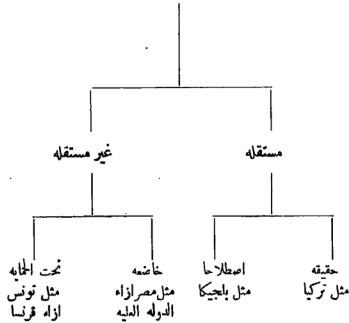 مستقله
غير مستقله
حقيقه
مثل تركيا
اصطلاحا
مثل بلجيكا
خاضعه
مثل مصر ازاء
الدوله العليه
تحت الحمايه
مثل تونس
ازاء فرنسا